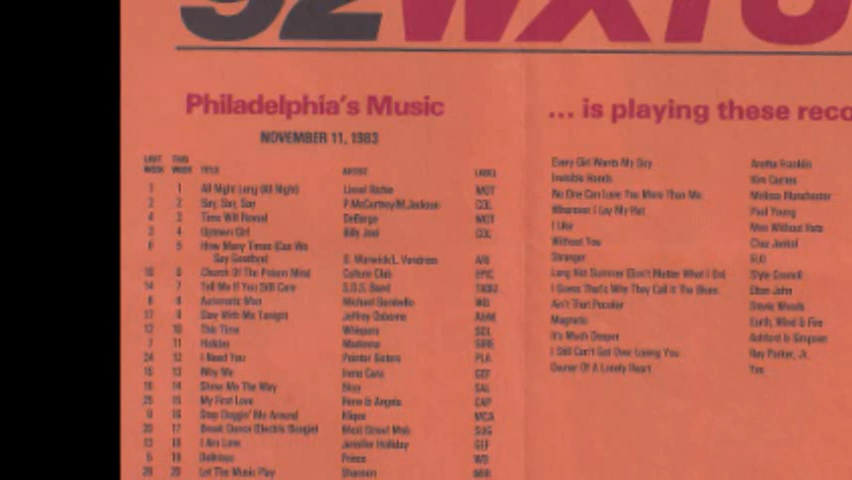 92WXTU
Philadelphia's Music
NOVEMBER 11, 1983
LAST WEEK THIS WEEK TITLE ARTIST LABEL
1 1 All Night Long (All Night) Lionel Richie MOT
2 2 Say, Say, Say P.McCartney/M.Jackson COL
4 3 Time Will Reveal DeBarge MOT
3 4 Uptown Girl Billy Joel COL
5 How Many Times (Can We
Say Goodbye) D. Warwick/L. Vandross
10 6 Church Of The Poison Mind Culture Club EPIC
14 7 Tell Me If You Still Care S.O.S. Band TABU
8 Automatic Man Michael Sembello WB
17 9 Stay With Me Tonight Jeffrey Osborne A&M
12 10 This Time Whispers SOL
7 11 Holiday Madonna SIRE
24 12 I Need You Pointer Sisters PLA
13 Why We Irene Cara GEF
14 Show Me The Way Skyy SAL
15 My First Love Rene & Angela CAP
9 16 Stop Doggin' Me Around Klique MCA
17 Break Dance (Electric Boogie) West Street Mob SUG
18 I Am Love Jennifer Holliday GEF
19 Delirious Prince WB
20 Let The Music Play Shannon
... is playing these reco
Every Girl Wants My Guy Aretha Franklin
Invisible Hands Kim Carnes
No One Can Love You More Than Me Melissa Manchester
Wherever I Lay My Hat Paul Young
I Like Men Without Hats
Without You Chaz Jankel
Stranger ELO
Long Hot Summer (Don't Matter What I Do) Style Council
I Guess That's Why They Call It The Blues Elton John
Ain't That Peculiar Stevie Woods
Magnetic Earth, Wind & Fire
It's Much Deeper Ashford & Simpson
I Still Can't Get Over Loving You Ray Parker, Jr.
Owner Of A Lonely Heart Yes